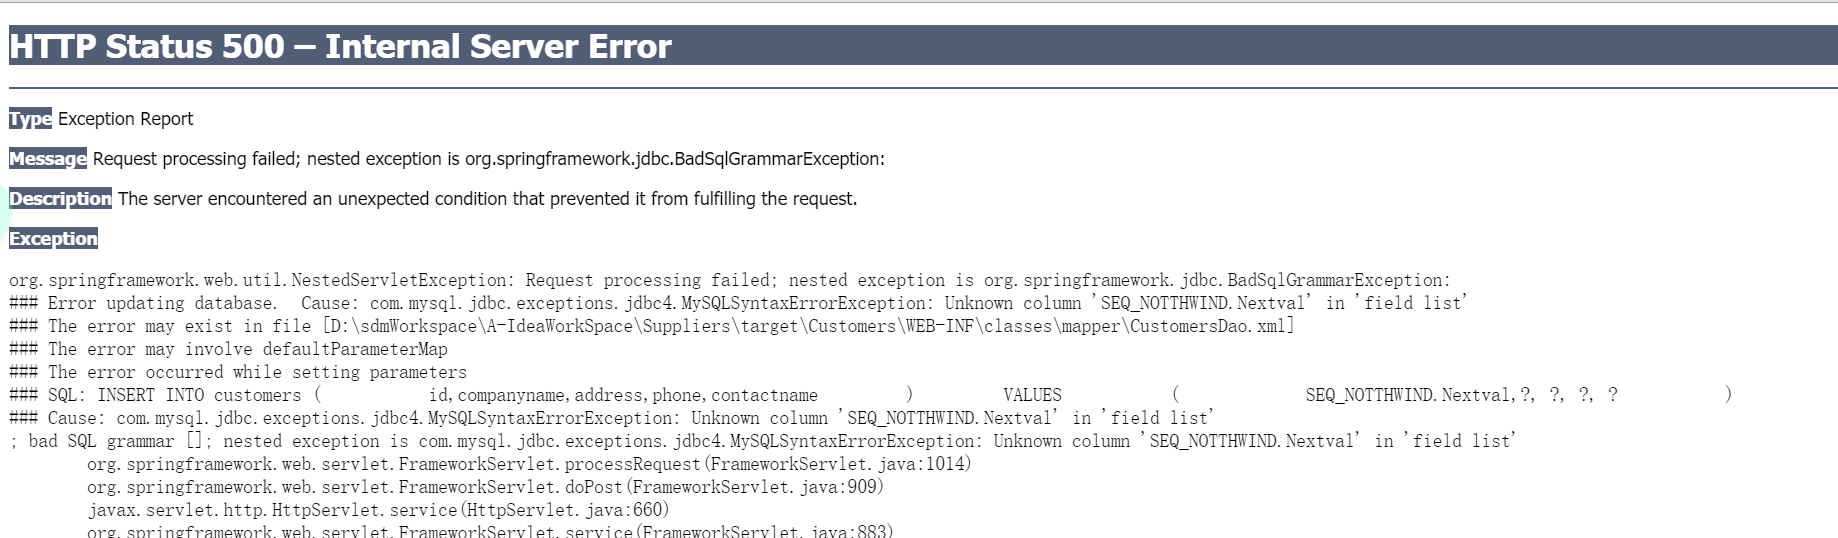 HTTP Status 500 – Internal Server Error
Type Exception Report
Message Request processing failed; nested exception is org.springframework.jdbc.BadSqlGrammarException:
Description The server encountered an unexpected condition that prevented it from fulfilling the request.
Exception
org.springframework.web.util.NestedServletException: Request processing failed; nested exception is org.springframework.jdbc.BadSqlGrammarException:
### Error updating database.  Cause: com.mysql.jdbc.exceptions.jdbc4.MySQLSyntaxErrorException: Unknown column 'SEQ_NOTTHWIND.Nextval' in 'field list'
### The error may exist in file [D:\sdmWorkspace\A-IdeaWorkSpace\Suppliers\target\Customers\WEB-INF\classes\mapper\CustomersDao.xml]
### The error may involve defaultParameterMap
### The error occurred while setting parameters
### SQL: INSERT INTO customers (           id,companyname,address,phone,contactname         )         VALUES           (             SEQ_NOTTHWIND.Nextval,?, ?, ?, ?           )
### Cause: com.mysql.jdbc.exceptions.jdbc4.MySQLSyntaxErrorException: Unknown column 'SEQ_NOTTHWIND.Nextval' in 'field list'
; bad SQL grammar []; nested exception is com.mysql.jdbc.exceptions.jdbc4.MySQLSyntaxErrorException: Unknown column 'SEQ_NOTTHWIND.Nextval' in 'field list'
org.springframework.web.servlet.FrameworkServlet.processRequest(FrameworkServlet.java:1014)
org.springframework.web.servlet.FrameworkServlet.doPost(FrameworkServlet.java:909)
javax.servlet.http.HttpServlet.service(HttpServlet.java:660)
org.springframework.web.servlet.FrameworkServlet.service(FrameworkServlet.java:883)